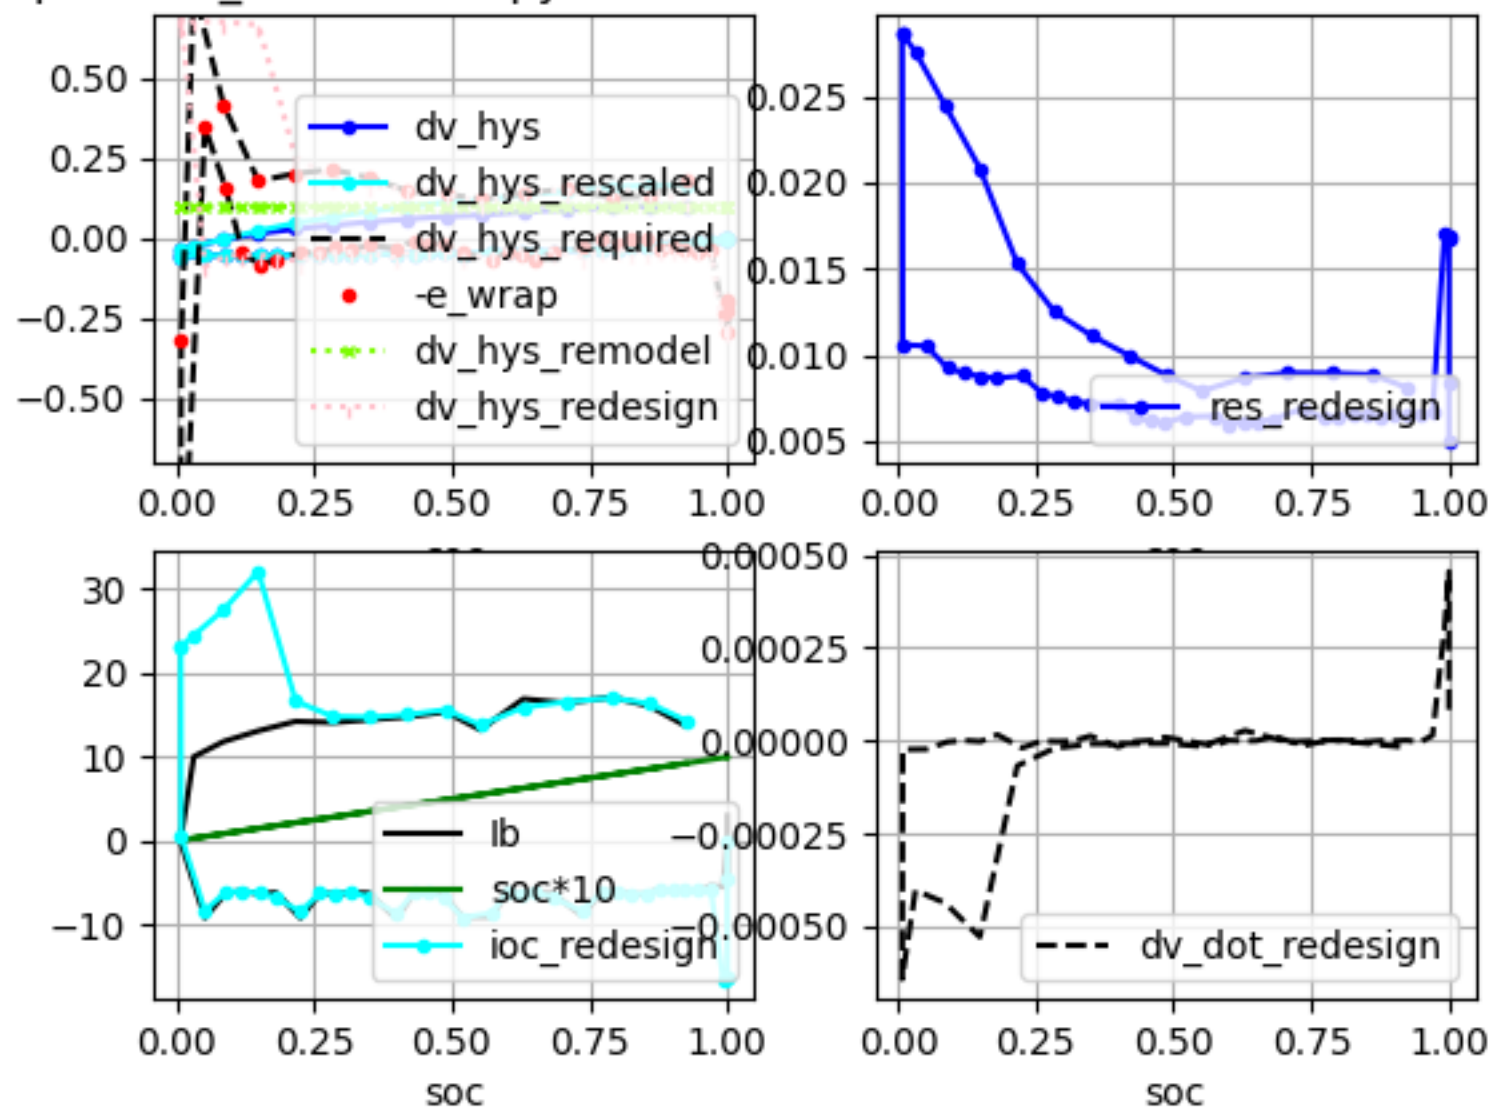 0.50
0.25
0.00
−0.25
−0.50
dv_hys
dv_hys_rescaled
dv_hys_required
-e_wrap
dv_hys_remodel
dv_hys_redesign
0.00 0.25 0.50 0.75 1.00
0.025
0.020
0.015
0.010
0.005
res_redesign
0.00 0.25 0.50 0.75 1.00
30
20
10
0
−10
Ib
soc*10
ioc_redesign
0.00 0.25 0.50 0.75 1.00
soc
0.00050
0.00025
0.00000
−0.00025
−0.00050
dv_dot_redesign
0.00 0.25 0.50 0.75 1.00
soc